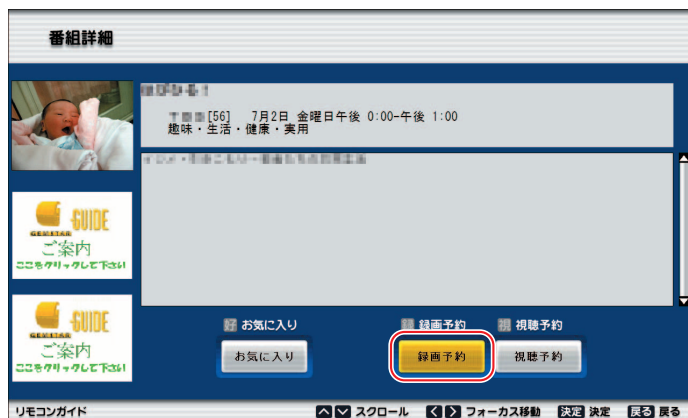 番組詳細
[56] 7月2日 金曜日午後 0:00-午後 1:00
趣味・生活・健康・実用
GEMSTAR GUIDE
ご案内
ここをクリックして下さい
GEMSTAR GUIDE
ご案内
ここをクリックして下さい
好 お気に入り 録 録画予約 視 視聴予約
お気に入り 録画予約 視聴予約
リモコンガイド スクロール フォーカス移動 決定 決定 戻る 戻る